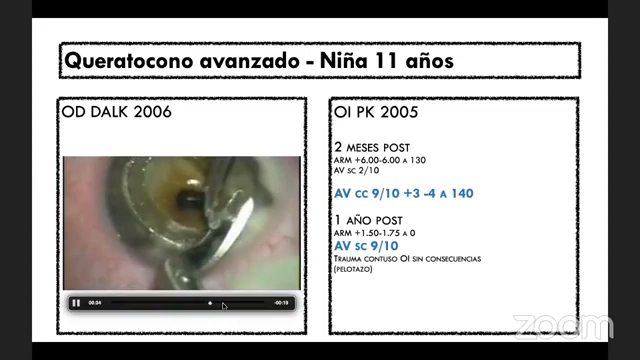 Queratocono avanzado - Niña 11 años
OD DALK 2006
00:34
-00:19
OI PK 2005
2 MESES POST
ARM +6.00-6.00 A 130
AV SC 2/10
AV CC 9/10 +3 -4 A 140
1 AÑO POST
ARM +1.50-1.75 A 0
AV SC 9/10
TRAUMA CONTUSO OI SIN CONSECUENCIAS
(PELOTAZO)
zoom